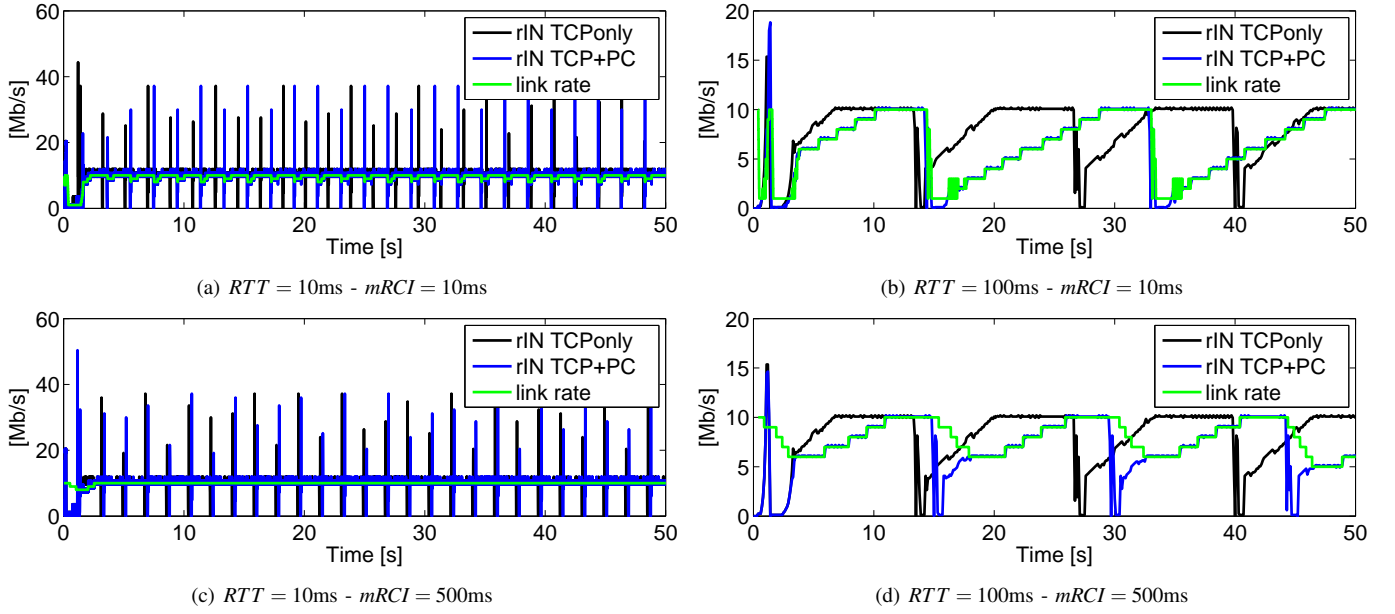 60
40
20
0
[Mb/s]
rIN TCPonly
rIN TCP+PC
link rate
0 10 20 30 40 50
Time [s]
(a) RTT = 10ms - mRCI = 10ms
20
15
10
5
0
[Mb/s]
rIN TCPonly
rIN TCP+PC
link rate
0 10 20 30 40 50
Time [s]
(b) RTT = 100ms - mRCI = 10ms
60
40
20
0
[Mb/s]
rIN TCPonly
rIN TCP+PC
link rate
0 10 20 30 40 50
Time [s]
(c) RTT = 10ms - mRCI = 500ms
20
15
10
5
0
[Mb/s]
rIN TCPonly
rIN TCP+PC
link rate
0 10 20 30 40 50
Time [s]
(d) RTT = 100ms - mRCI = 500ms